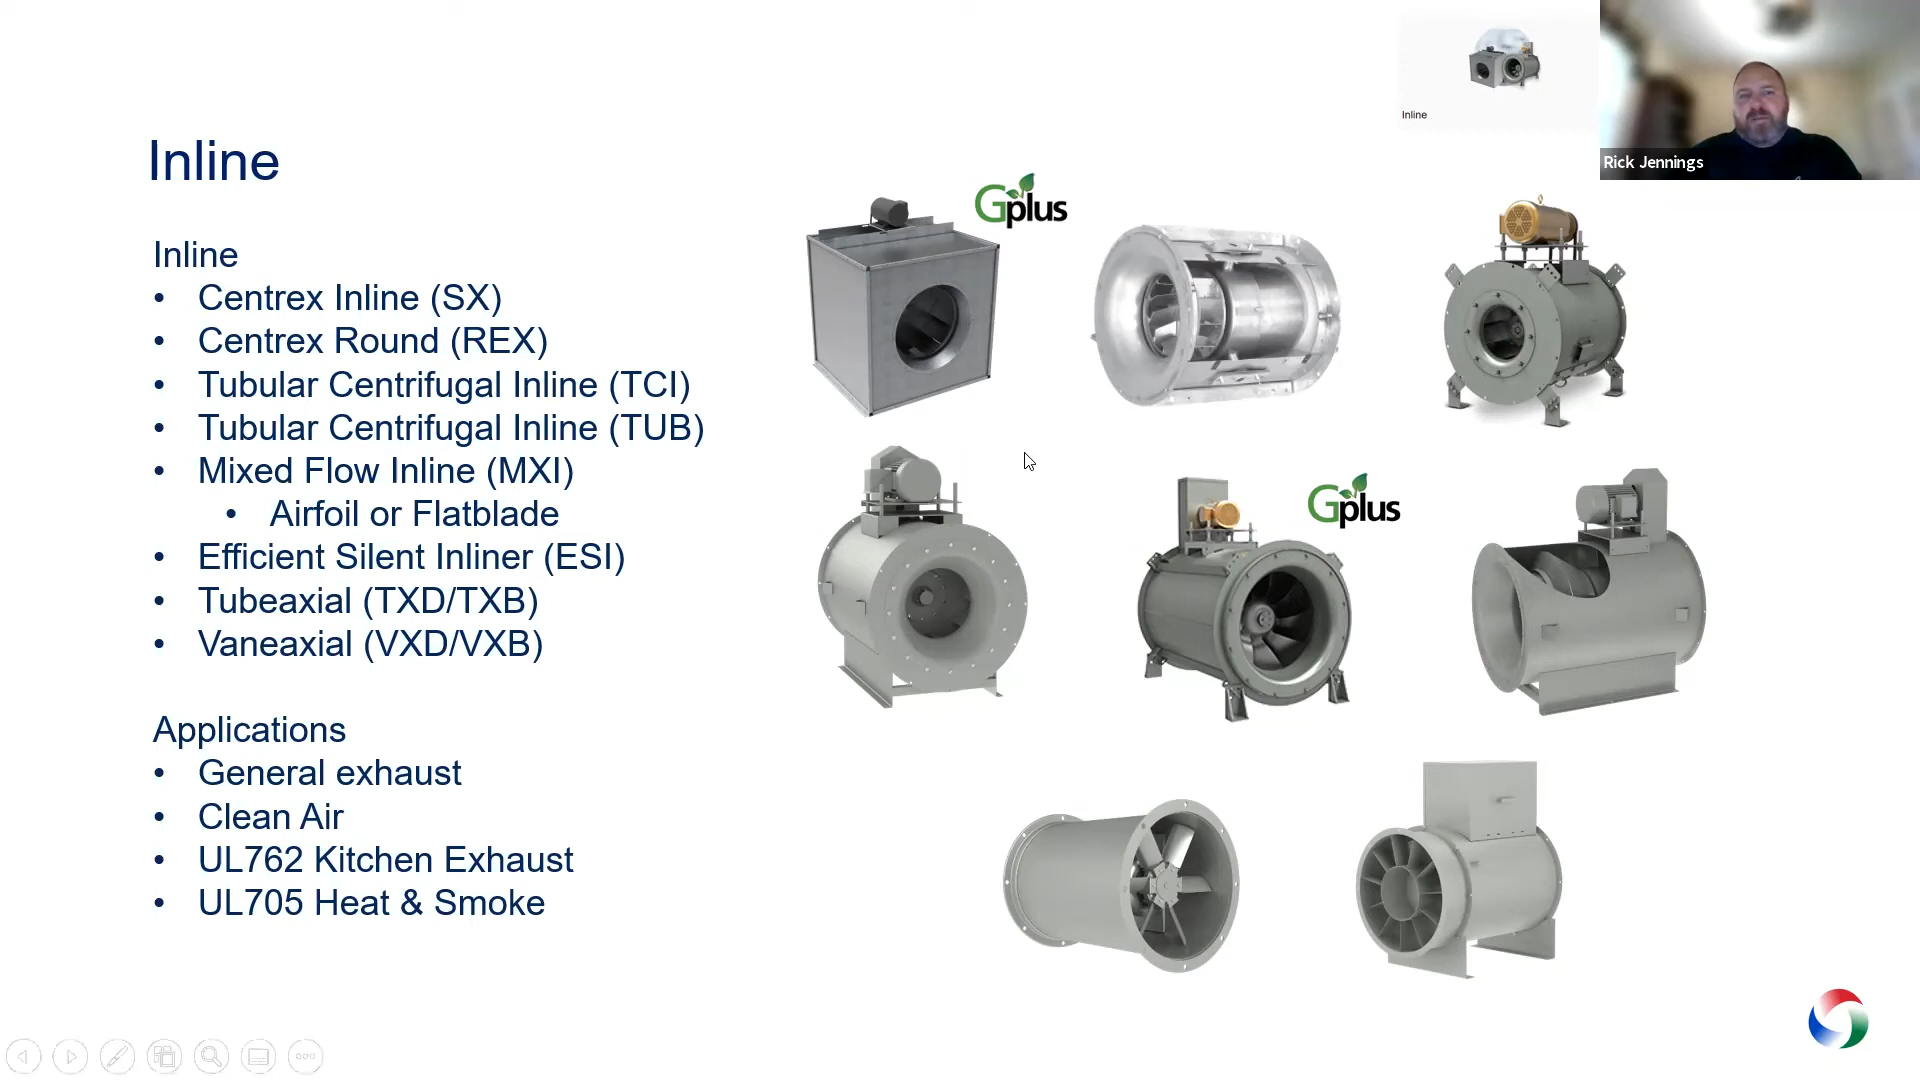 Inline
Rick Jennings
Inline
Gplus
Inline
• Centrex Inline (SX)
• Centrex Round (REX)
• Tubular Centrifugal Inline (TCI)
• Tubular Centrifugal Inline (TUB)
• Mixed Flow Inline (MXI)
• Airfoil or Flatblade
• Efficient Silent Inliner (ESI)
• Tubeaxial (TXD/TXB)
• Vaneaxial (VXD/VXB)
Gplus
Applications
• General exhaust
• Clean Air
• UL762 Kitchen Exhaust
• UL705 Heat & Smoke